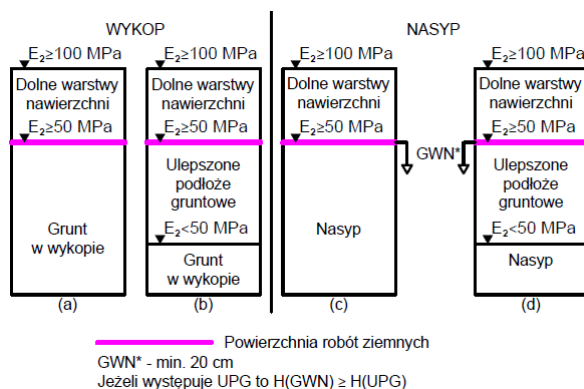 WYKOP
NASYP
E₂≥100 MPa
E₂≥100 MPa
E₂≥100 MPa
E₂≥100 MPa
Dolne warstwy
nawierzchni
Dolne warstwy
nawierzchni
Dolne warstwy
nawierzchni
Dolne warstwy
nawierzchni
E₂≥50 MPa
E₂≥50 MPa
E₂≥50 MPa
E₂≥50 MPa
GWN*
Grunt
w wykopie
Ulepszone
podłoże
gruntowe
E₂<50 MPa
Grunt
w wykopie
Nasyp
Ulepszone
podłoże
gruntowe
E₂<50 MPa
Nasyp
(a)
(b)
(c)
(d)
Powierzchnia robót ziemnych
GWN* - min. 20 cm
Jeżeli występuje UPG to H(GWN) ≥ H(UPG)